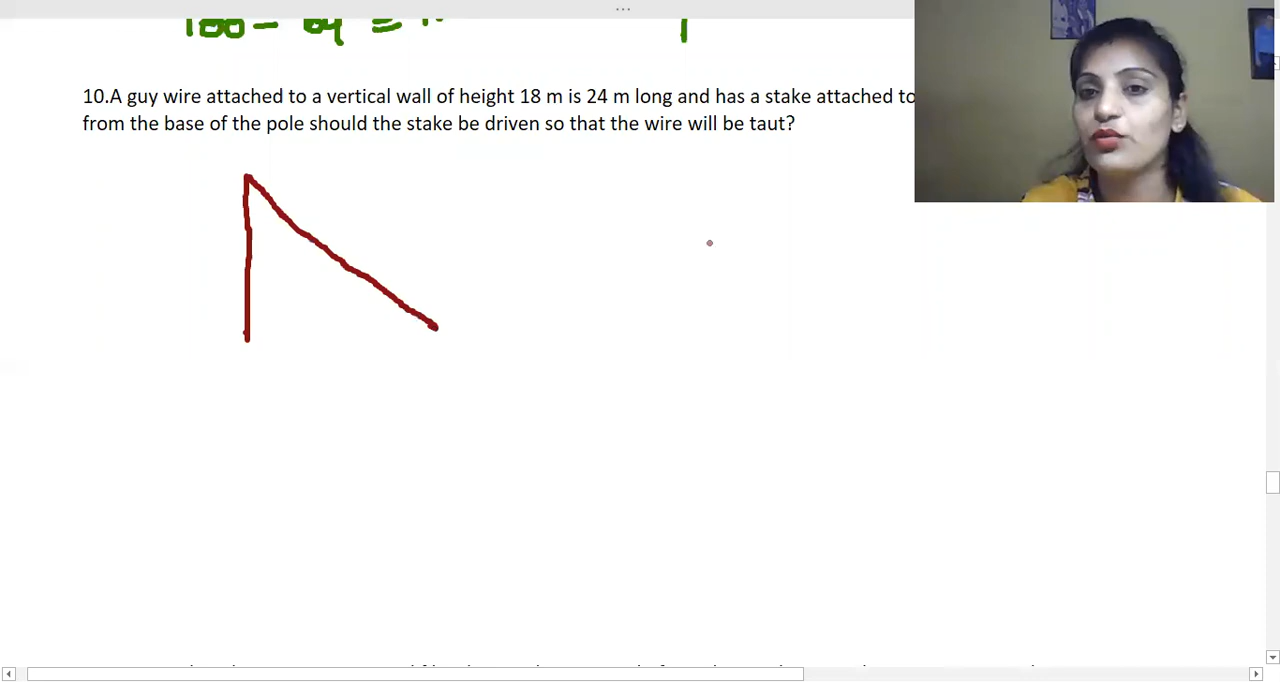 10.A guy wire attached to a vertical wall of height 18 m is 24 m long and has a stake attached to
from the base of the pole should the stake be driven so that the wire will be taut?